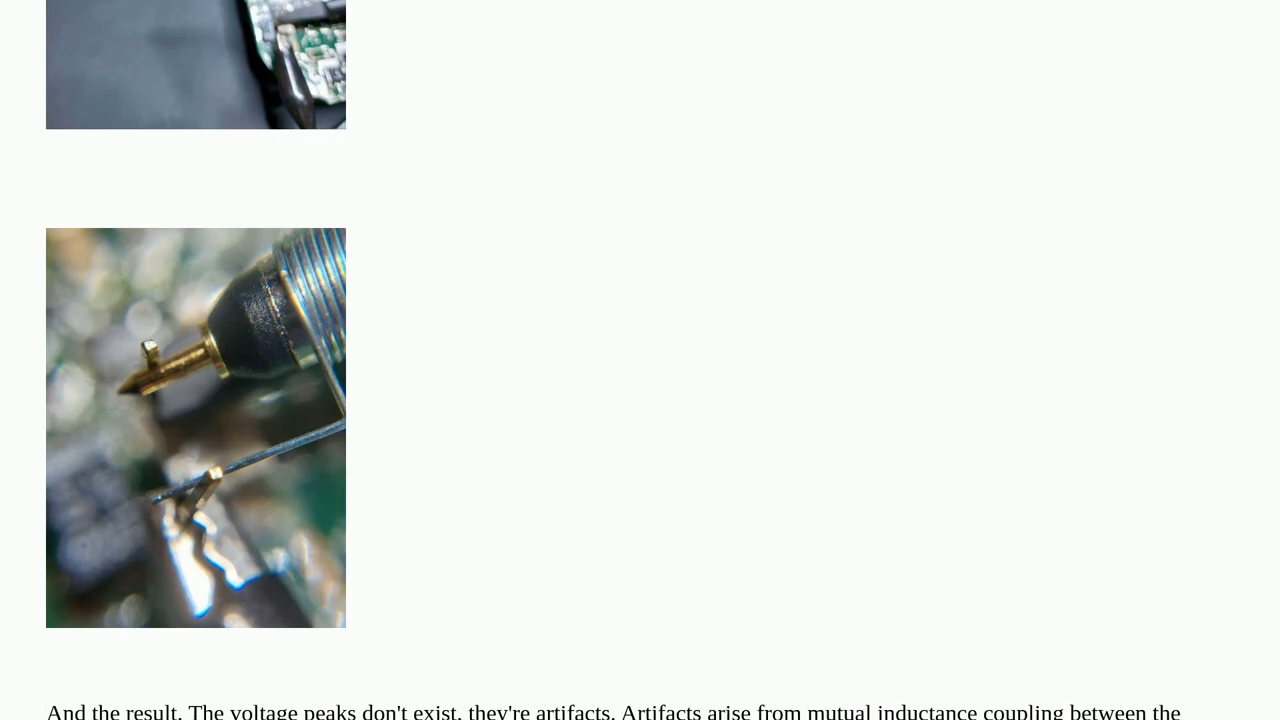 And the result. The voltage peaks don't exist, they're artifacts. Artifacts arise from mutual inductance coupling between the